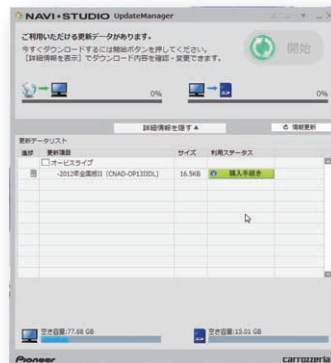 NAVI*STUDIO UpdateManager
ご利用いただける更新データがあります。
今すぐダウンロードするには開始ボタンを押してください。
[詳細情報を表示] でダウンロード内容を確認・変更できます。
開始
0%
0%
詳細情報を隠す▲
情報更新
更新データリスト
進捗 更新項目 サイズ 利用ステータス
オービスライブ
-2012年全国版II (CNAD-OP13IIDL) 16.5KB 購入手続き
空き容量:77.68 GB
空き容量:15.01 GB
Pioneer
carrozzeria